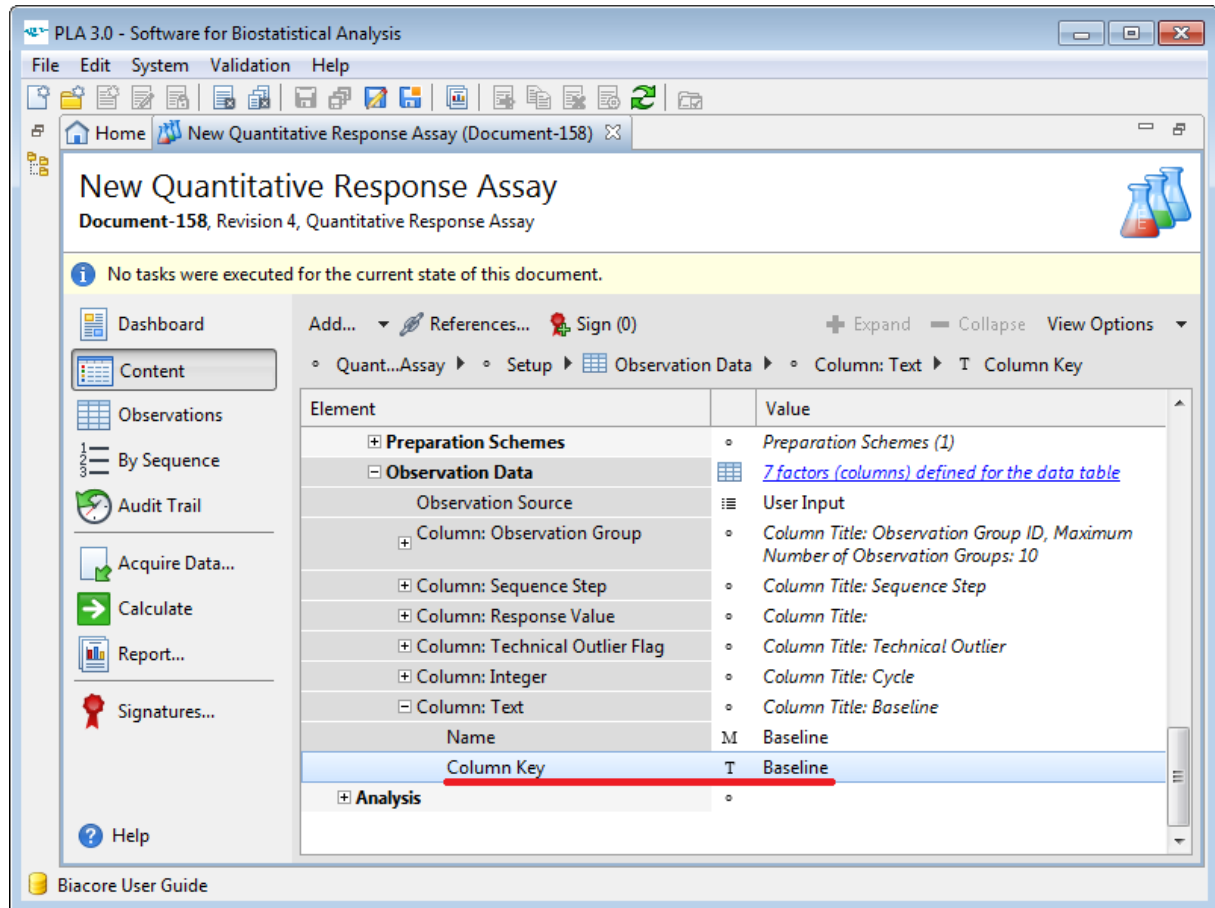 PLA 3.0 - Software for Biostatistical Analysis
File Edit System Validation Help
Home New Quantitative Response Assay (Document-158)
New Quantitative Response Assay
Document-158, Revision 4, Quantitative Response Assay
No tasks were executed for the current state of this document.
Dashboard
Content
Observations
By Sequence
Audit Trail
Acquire Data...
Calculate
Report...
Signatures...
Help
Add... References... Sign (0) Expand Collapse View Options
Quant...Assay Setup Observation Data Column: Text T Column Key
Element Value
Preparation Schemes Preparation Schemes (1)
Observation Data 7 factors (columns) defined for the data table
Observation Source User Input
Column: Observation Group Column Title: Observation Group ID, Maximum
Number of Observation Groups: 10
Column: Sequence Step Column Title: Sequence Step
Column: Response Value Column Title:
Column: Technical Outlier Flag Column Title: Technical Outlier
Column: Integer Column Title: Cycle
Column: Text Column Title: Baseline
Name M Baseline
Column Key T Baseline
Analysis
Biacore User Guide